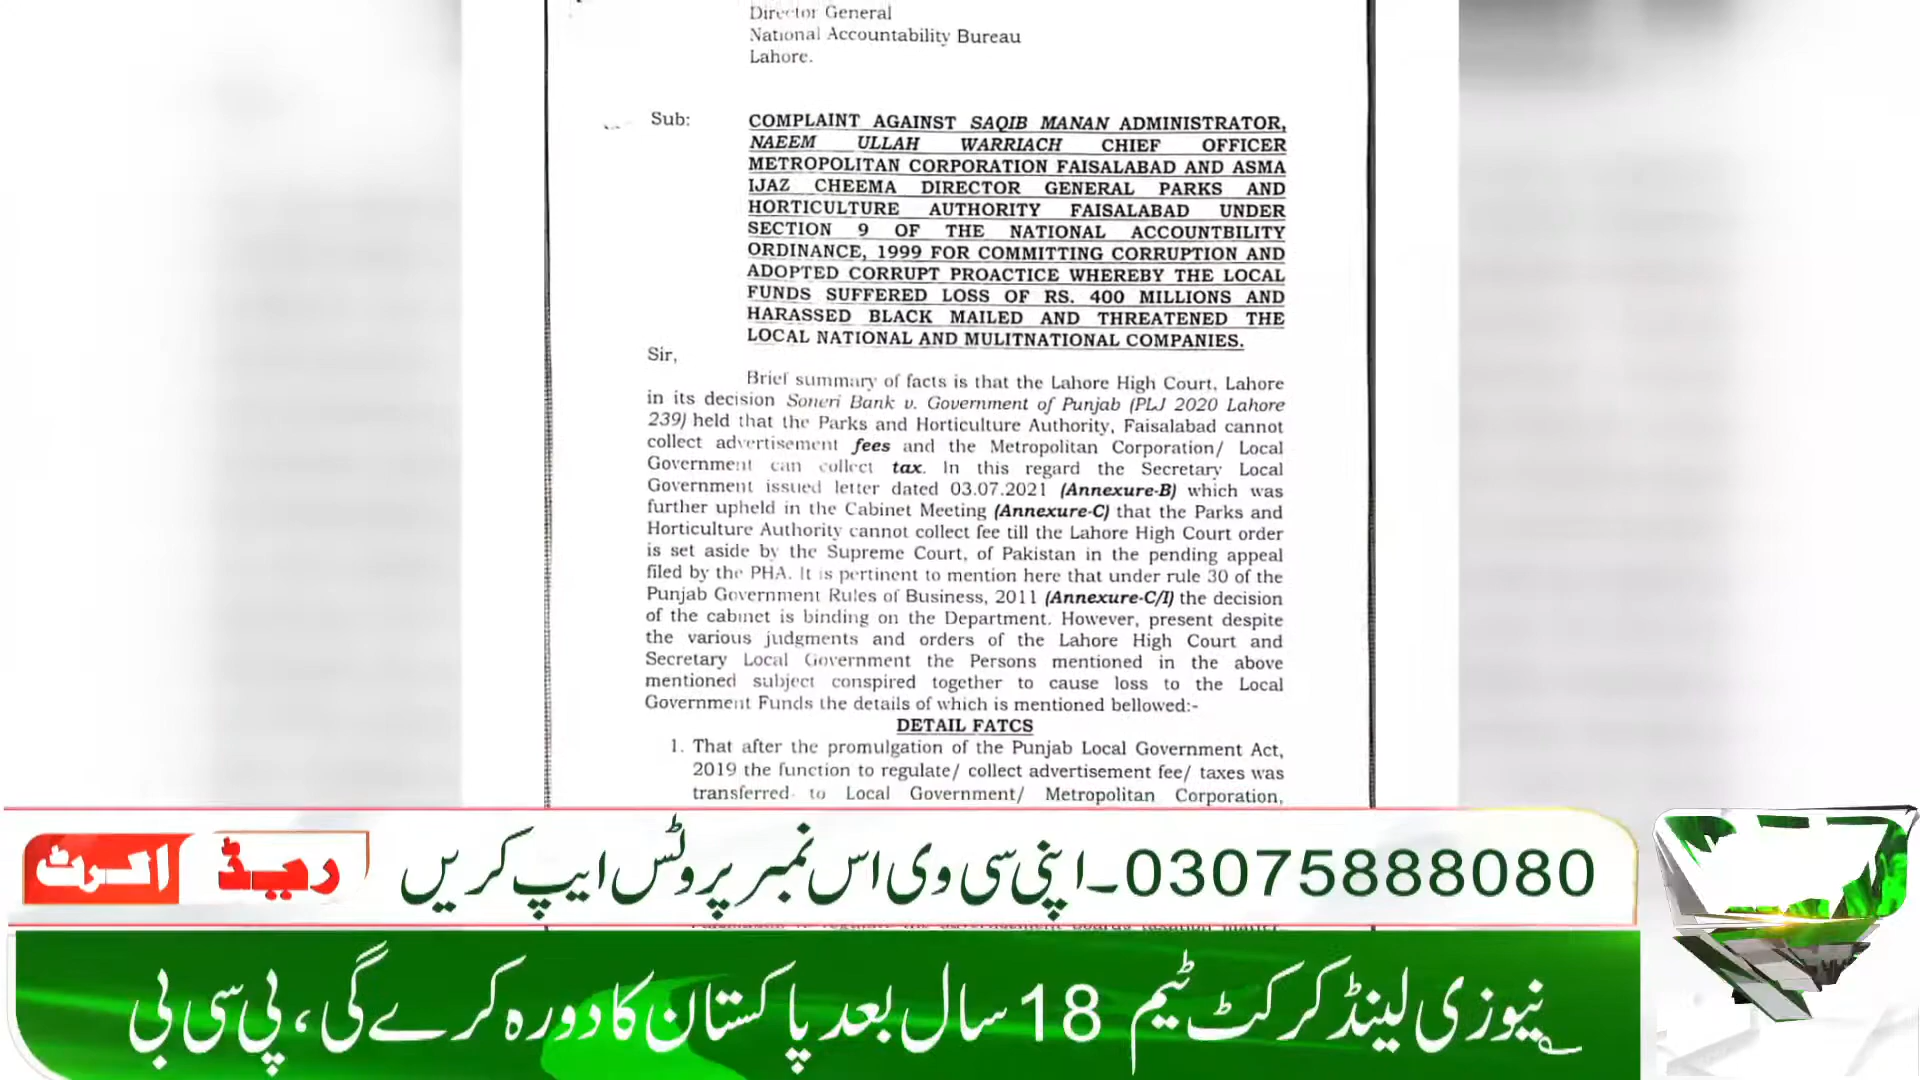 Director General
National Accountability Bureau
Lahore.
Sub:
COMPLAINT AGAINST SAQIB MANAN ADMINISTRATOR,
NAEEM ULLAH WARRIACH CHIEF OFFICER
METROPOLITAN CORPORATION FAISALABAD AND ASMA
IJAZ CHEEMA DIRECTOR GENERAL PARKS AND
HORTICULTURE AUTHORITY FAISALABAD UNDER
SECTION 9 OF THE NATIONAL ACCOUNTBILITY
ORDINANCE, 1999 FOR COMMITTING CORRUPTION AND
ADOPTED CORRUPT PROACTICE WHEREBY THE LOCAL
FUNDS SUFFERED LOSS OF RS. 400 MILLIONS AND
HARASSED BLACK MAILED AND THREATENED THE
LOCAL NATIONAL AND MULITNATIONAL COMPANIES.
Sir,
Brief summary of facts is that the Lahore High Court, Lahore
in its decision Soneri Bank v. Government of Punjab (PLJ 2020 Lahore
239) held that the Parks and Horticulture Authority, Faisalabad cannot
collect advertisement fees and the Metropolitan Corporation/ Local
Government can collect tax. In this regard the Secretary Local
Government issued letter dated 03.07.2021 (Annexure-B) which was
further upheld in the Cabinet Meeting (Annexure-C) that the Parks and
Horticulture Authority cannot collect fee till the Lahore High Court order
is set aside by the Supreme Court, of Pakistan in the pending appeal
filed by the PHA. It is pertinent to mention here that under rule 30 of the
Punjab Government Rules of Business, 2011 (Annexure-C/I) the decision
of the cabinet is binding on the Department. However, present despite
the various judgments and orders of the Lahore High Court and
Secretary Local Government the Persons mentioned in the above
mentioned subject conspired together to cause loss to the Local
Government Funds the details of which is mentioned bellowed:-
DETAIL FATCS
1. That after the promulgation of the Punjab Local Government Act,
2019 the function to regulate/ collect advertisement fee/ taxes was
transferred to Local Government/ Metropolitan Corporation,
03075888080۔اپنی سی وی اس نمبر پر وٹس ایپ کریں
ریڈ الرٹ
نیوزی لینڈ کرکٹ ٹیم 18 سال بعد پاکستان کا دورہ کرے گی، پی سی بی